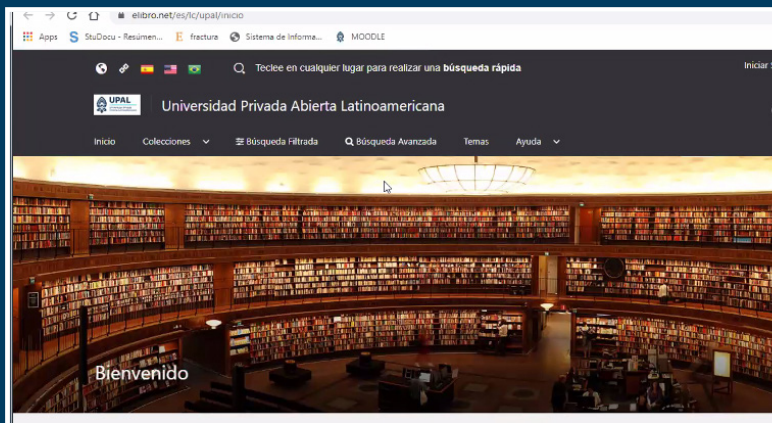 elibro.net/es/lc/upal/inicio
Apps StuDocu - Resúmen... E fractura Sistema de Informa... MOODLE
Teclee en cualquier lugar para realizar una búsqueda rápida
Iniciar S
UPAL Universidad Privada Abierta Latinoamericana
Inicio Colecciones Búsqueda Filtrada Búsqueda Avanzada Temas Ayuda
Bienvenido